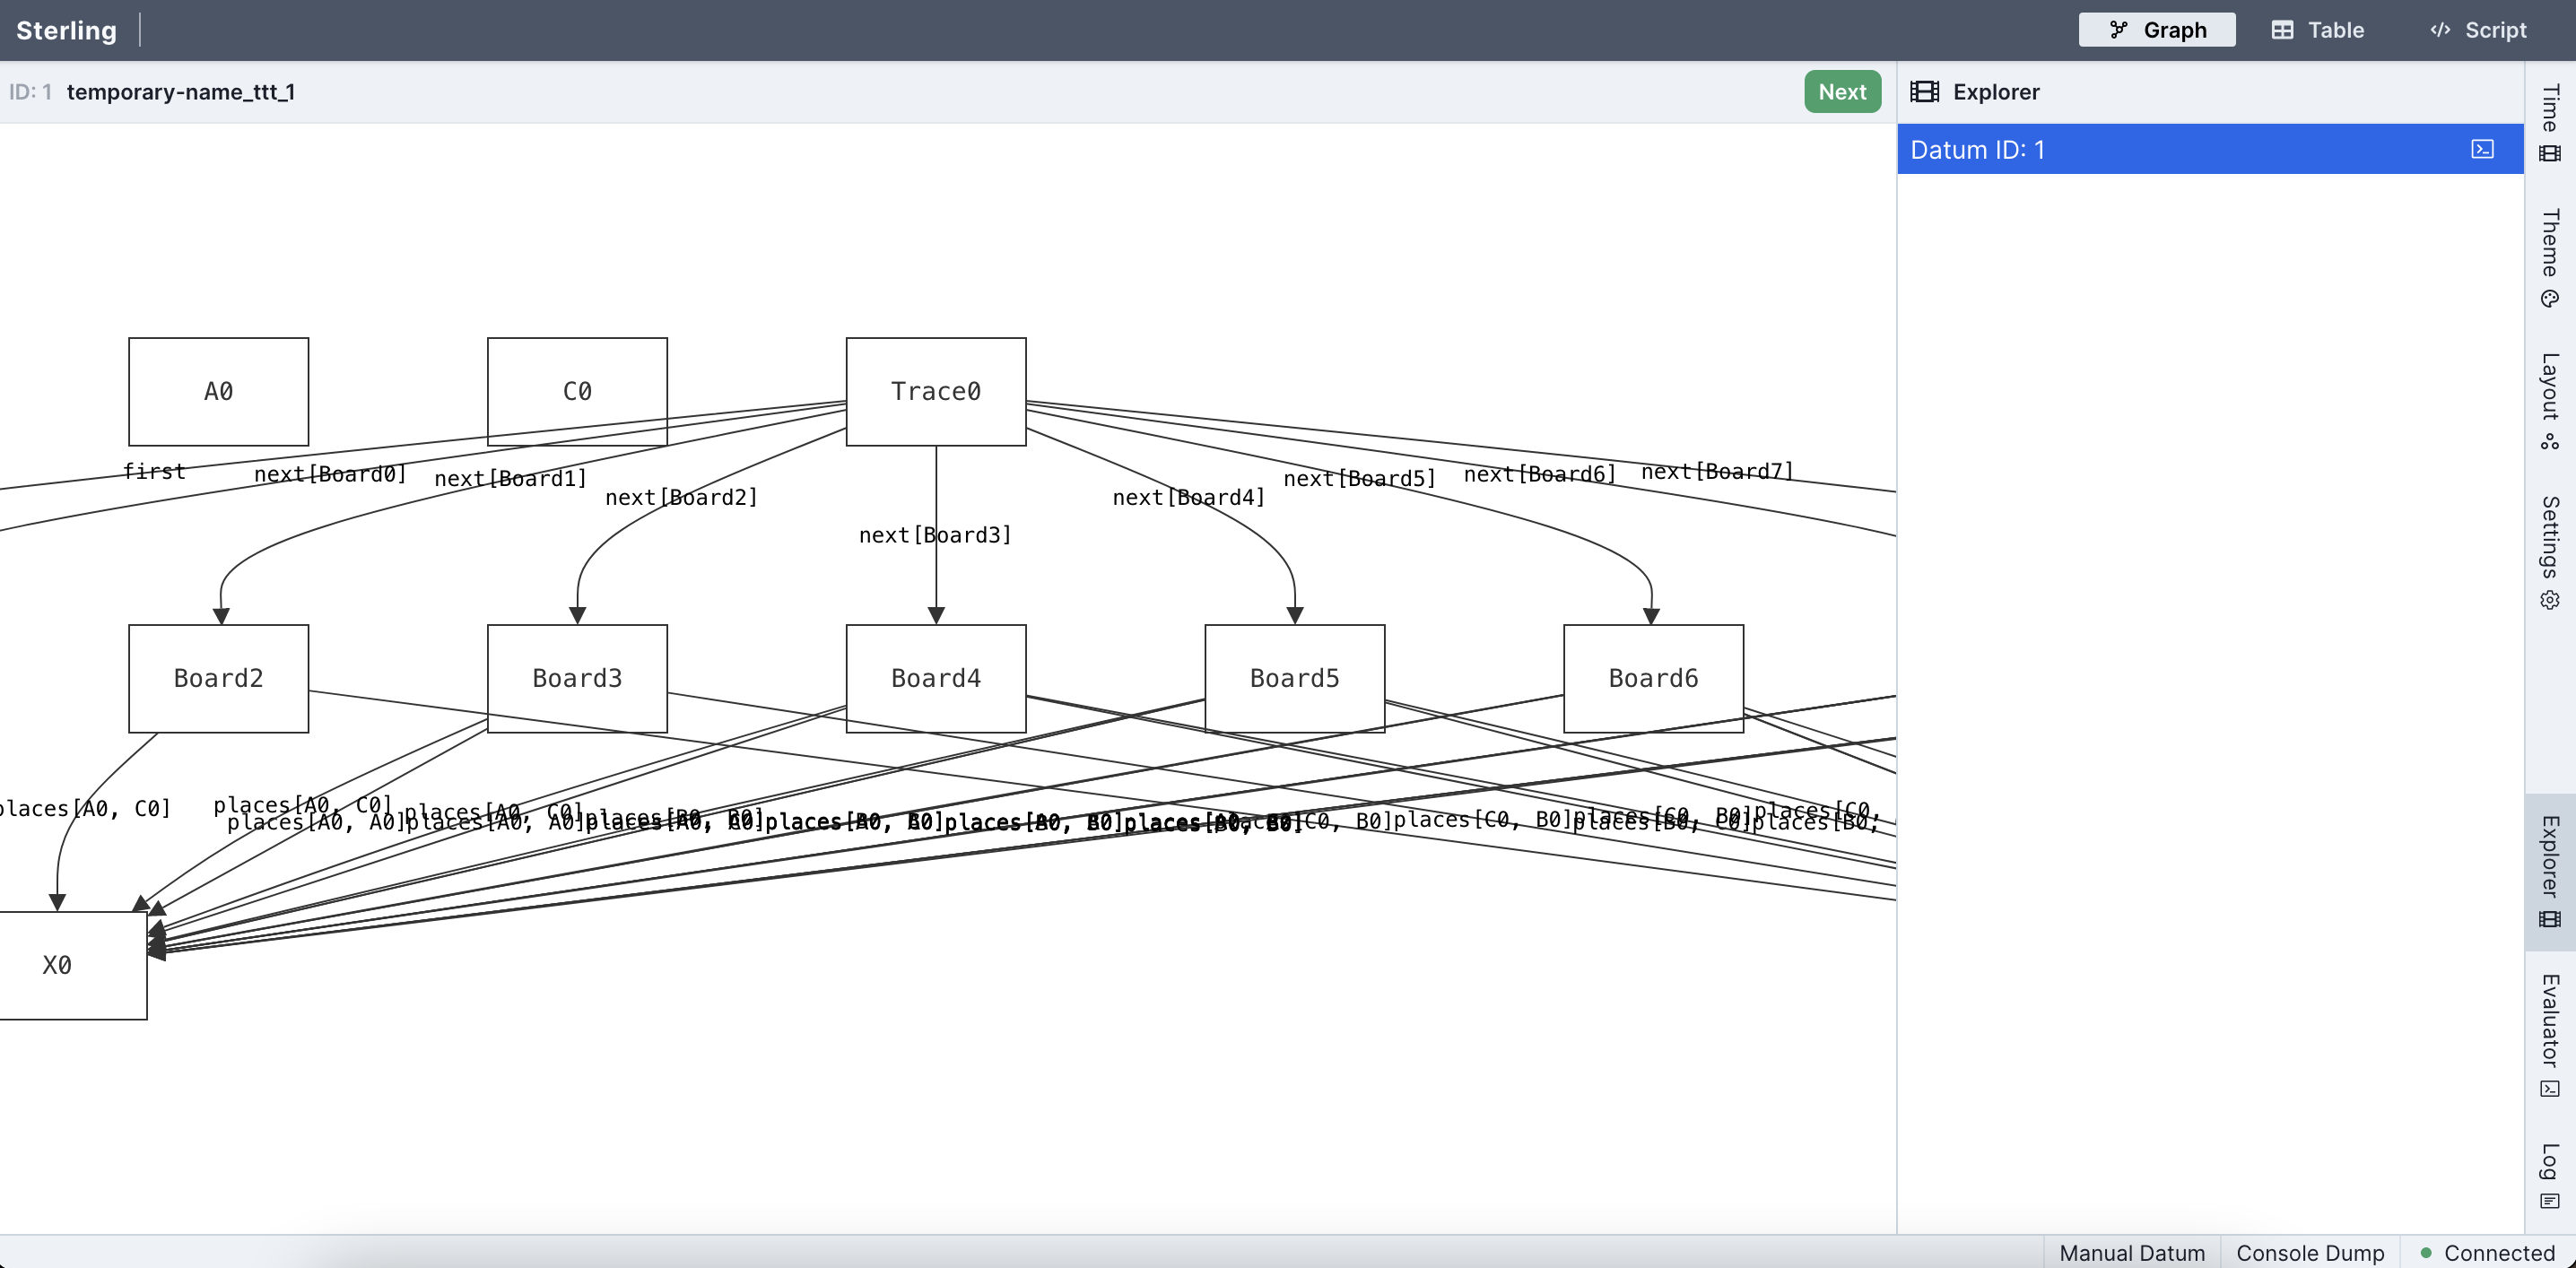 Sterling
Graph
Table
Script
ID: 1 temporary-name_ttt_1
Next
Explorer
Datum ID: 1
A0
C0
Trace0
first
next[Board0]
next[Board1]
next[Board2]
next[Board3]
next[Board4]
next[Board5]
next[Board6]
next[Board7]
Board2
Board3
Board4
Board5
Board6
places[A0, C0]
places[A0, C0]
places[A0, C0]
places[A0, A0]
places[A0, A0]
places[C0, B0]
places[C0, B0]
places[C0,
X0
Time
Theme
Layout
Settings
Explorer
Evaluator
Log
Manual Datum
Console Dump
Connected